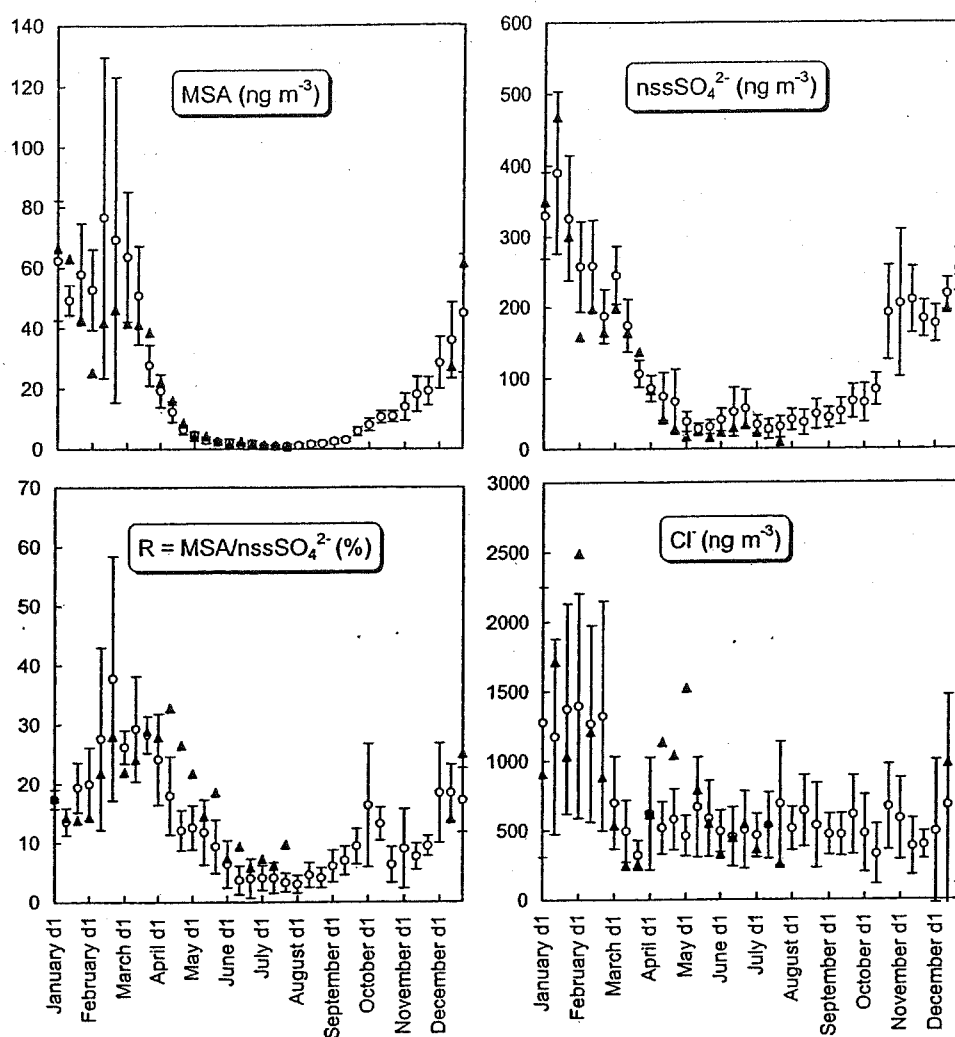 140
120
100
80
60
40
20
0
MSA (ng m⁻³)
600
500
400
300
200
100
0
nssSO₄²⁻ (ng m⁻³)
70
60
50
40
30
20
10
0
R = MSA/nssSO₄²⁻ (%)
January d1
February d1
March d1
April d1
May d1
June d1
July d1
August d1
September d1
October d1
November d1
December d1
3000
2500
2000
1500
1000
500
0
Cl⁻ (ng m⁻³)
January d1
February d1
March d1
April d1
May d1
June d1
July d1
August d1
September d1
October d1
November d1
December d1